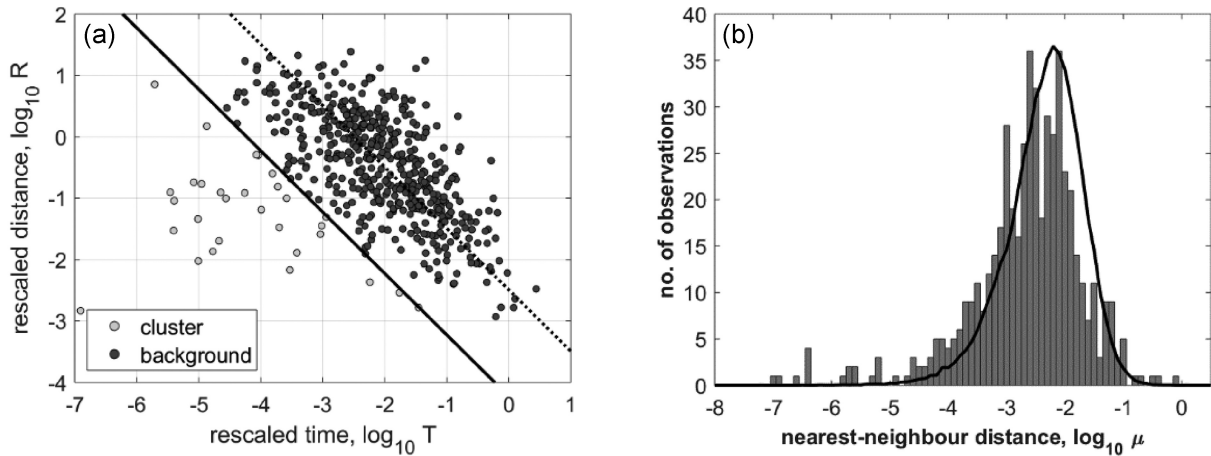 (a)
rescaled distance, log10 R
2
1
0
-1
-2
-3
-4
cluster
background
-7 -6 -5 -4 -3 -2 -1 0 1
rescaled time, log10 T
(b)
no. of observations
40
35
30
25
20
15
10
5
0
-8 -7 -6 -5 -4 -3 -2 -1 0
nearest-neighbour distance, log10 μ